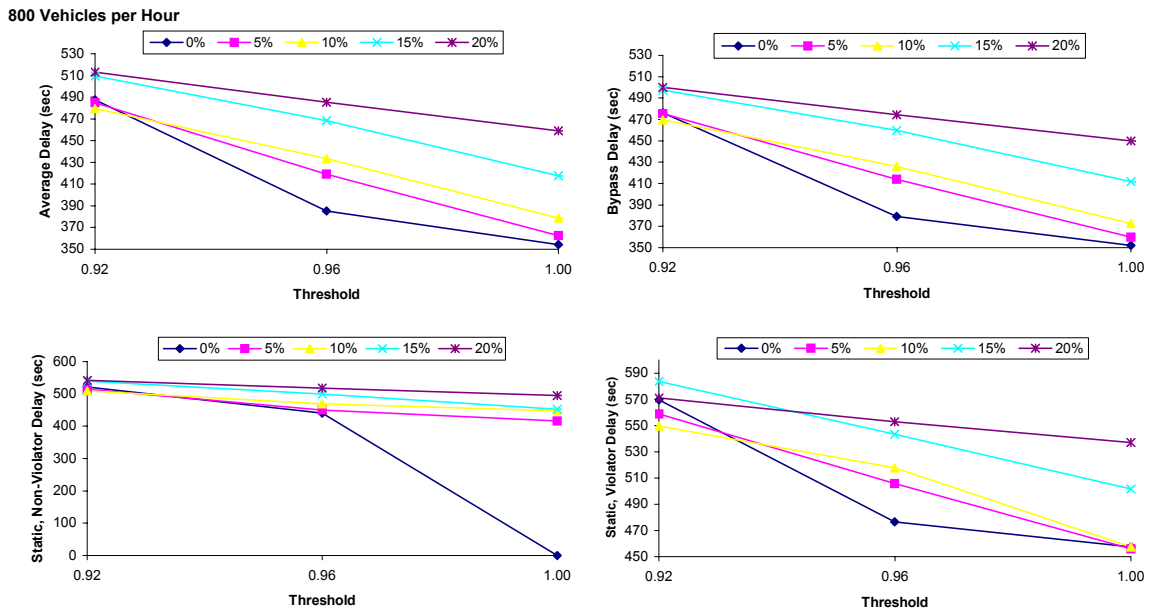 800 Vehicles per Hour
0% 5% 10% 15% 20%
Average Delay (sec)
530
510
490
470
450
430
410
390
370
350
0.92 0.96 1.00
Threshold
0% 5% 10% 15% 20%
Bypass Delay (sec)
530
510
490
470
450
430
410
390
370
350
0.92 0.96 1.00
Threshold
0% 5% 10% 15% 20%
Static, Non-Violator Delay (sec)
600
500
400
300
200
100
0
0.92 0.96 1.00
Threshold
0% 5% 10% 15% 20%
Static, Violator Delay (sec)
590
570
550
530
510
490
470
450
0.92 0.96 1.00
Threshold